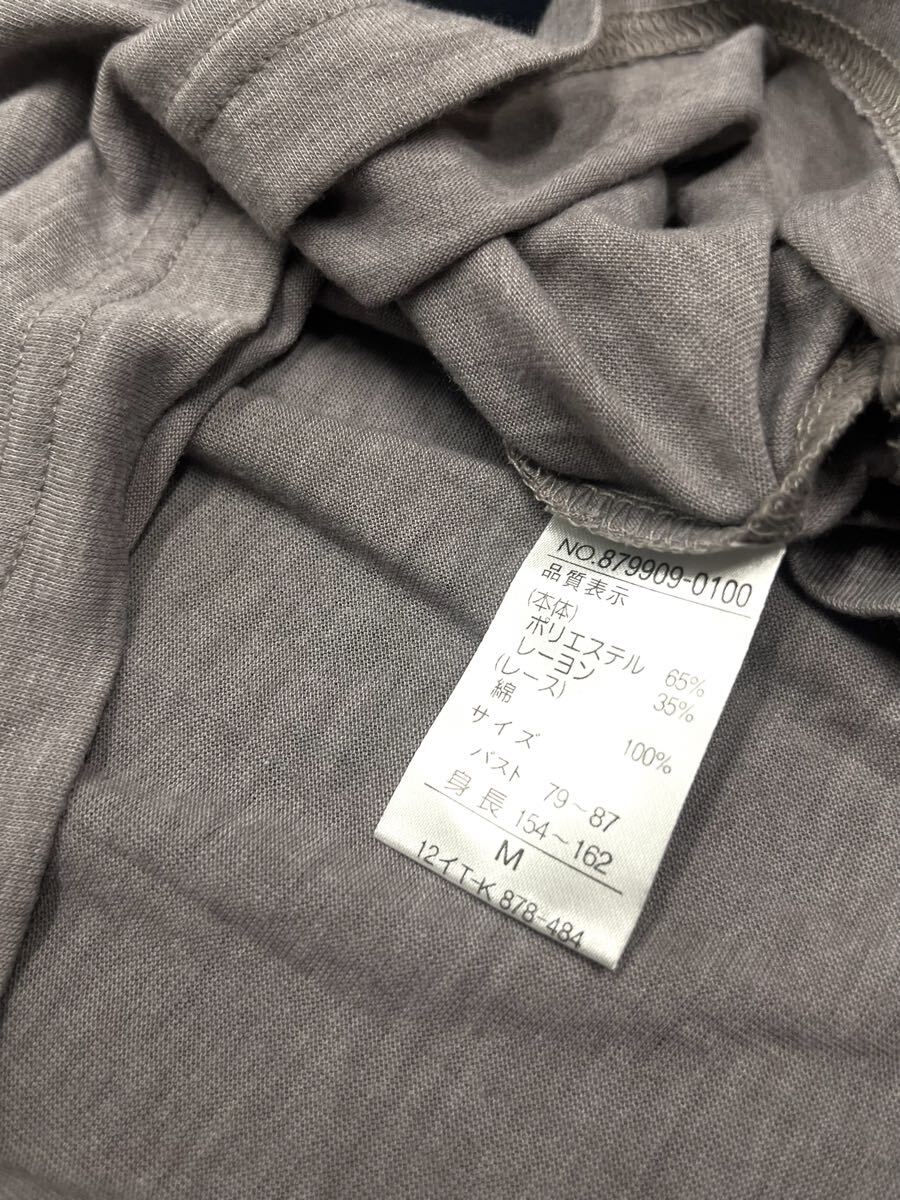 NO.879909-0100
品質表示
(本体)
ポリエステル 65%
レーヨン 35%
(レース)
綿 100%
サイズ
バスト 79~87
身長 154~162
M
12イT-K 878-484